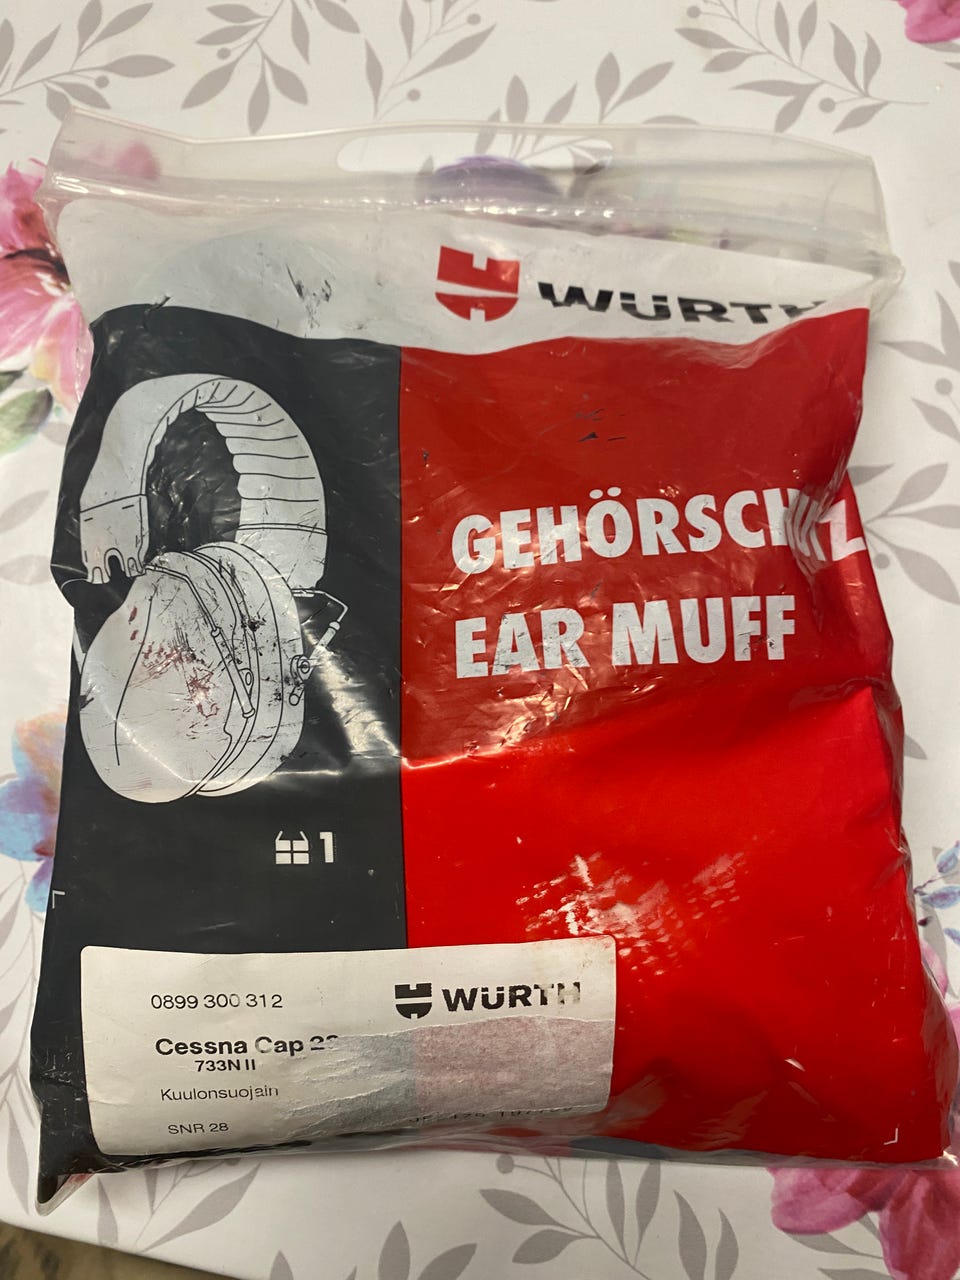 WÜRTH
GEHÖRSCHUTZ
EAR MUFF
1
0899 300 312
WÜRTH
Cessna Cap
733N II
Kuulonsuojain
SNR 28